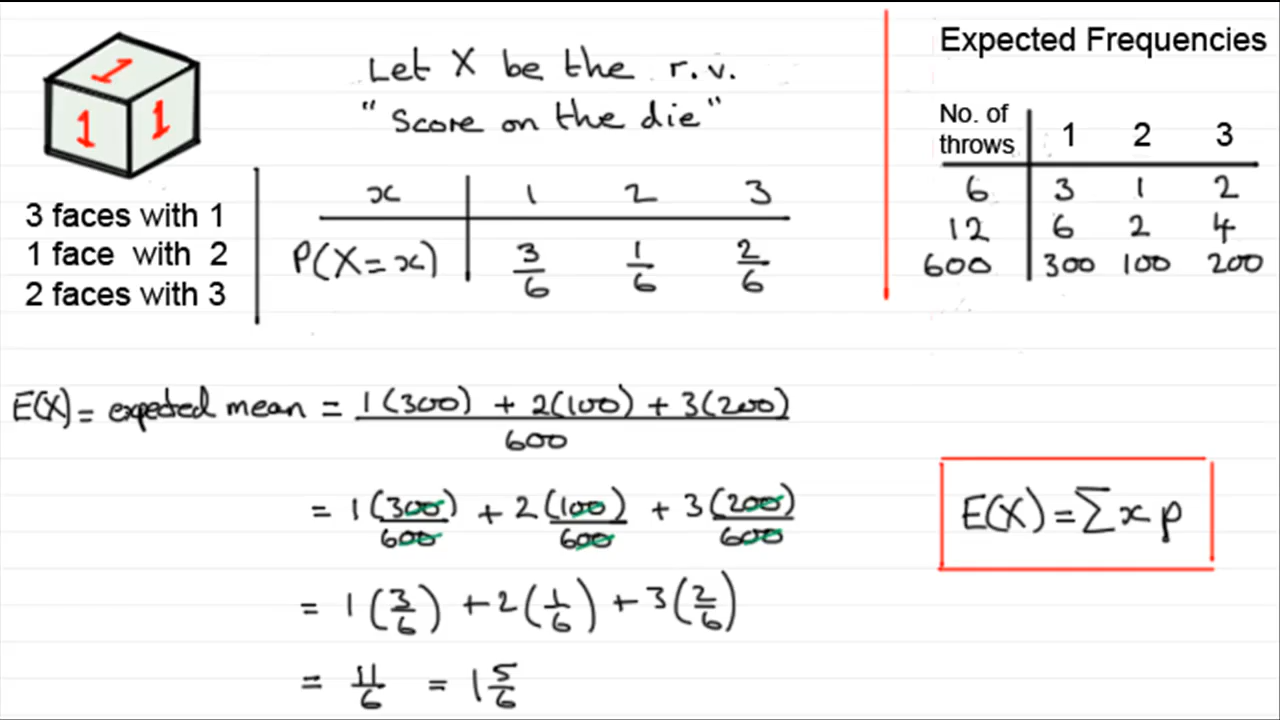 1
1 1
3 faces with 1
1 face with 2
2 faces with 3
Let X be the r.v.
"Score on the die"
x 1 2 3
P(X=x) 3/6 1/6 2/6
Expected Frequencies
No. of
throws 1 2 3
6 3 1 2
12 6 2 4
600 300 100 200
E(X) = expected mean = 1(300) + 2(100) + 3(200) / 600
= 1(300)/600 + 2(100)/600 + 3(200)/600
= 1(3/6) + 2(1/6) + 3(2/6)
= 11/6 = 1 5/6
E(X) = ∑xp